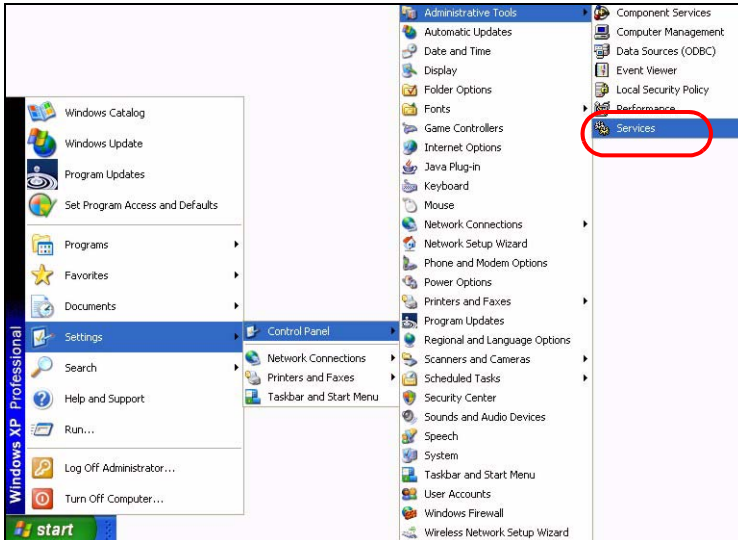 Windows Catalog
Windows Update
Program Updates
Set Program Access and Defaults
Programs
Favorites
Documents
Settings
Search
Help and Support
Run...
Log Off Administrator...
Turn Off Computer...
Windows XP Professional
start
Control Panel
Network Connections
Printers and Faxes
Taskbar and Start Menu
Administrative Tools
Automatic Updates
Date and Time
Display
Folder Options
Fonts
Game Controllers
Internet Options
Java Plug-in
Keyboard
Mouse
Network Connections
Network Setup Wizard
Phone and Modem Options
Power Options
Printers and Faxes
Program Updates
Regional and Language Options
Scanners and Cameras
Scheduled Tasks
Security Center
Sounds and Audio Devices
Speech
System
Taskbar and Start Menu
User Accounts
Windows Firewall
Wireless Network Setup Wizard
Component Services
Computer Management
Data Sources (ODBC)
Event Viewer
Local Security Policy
Performance
Services